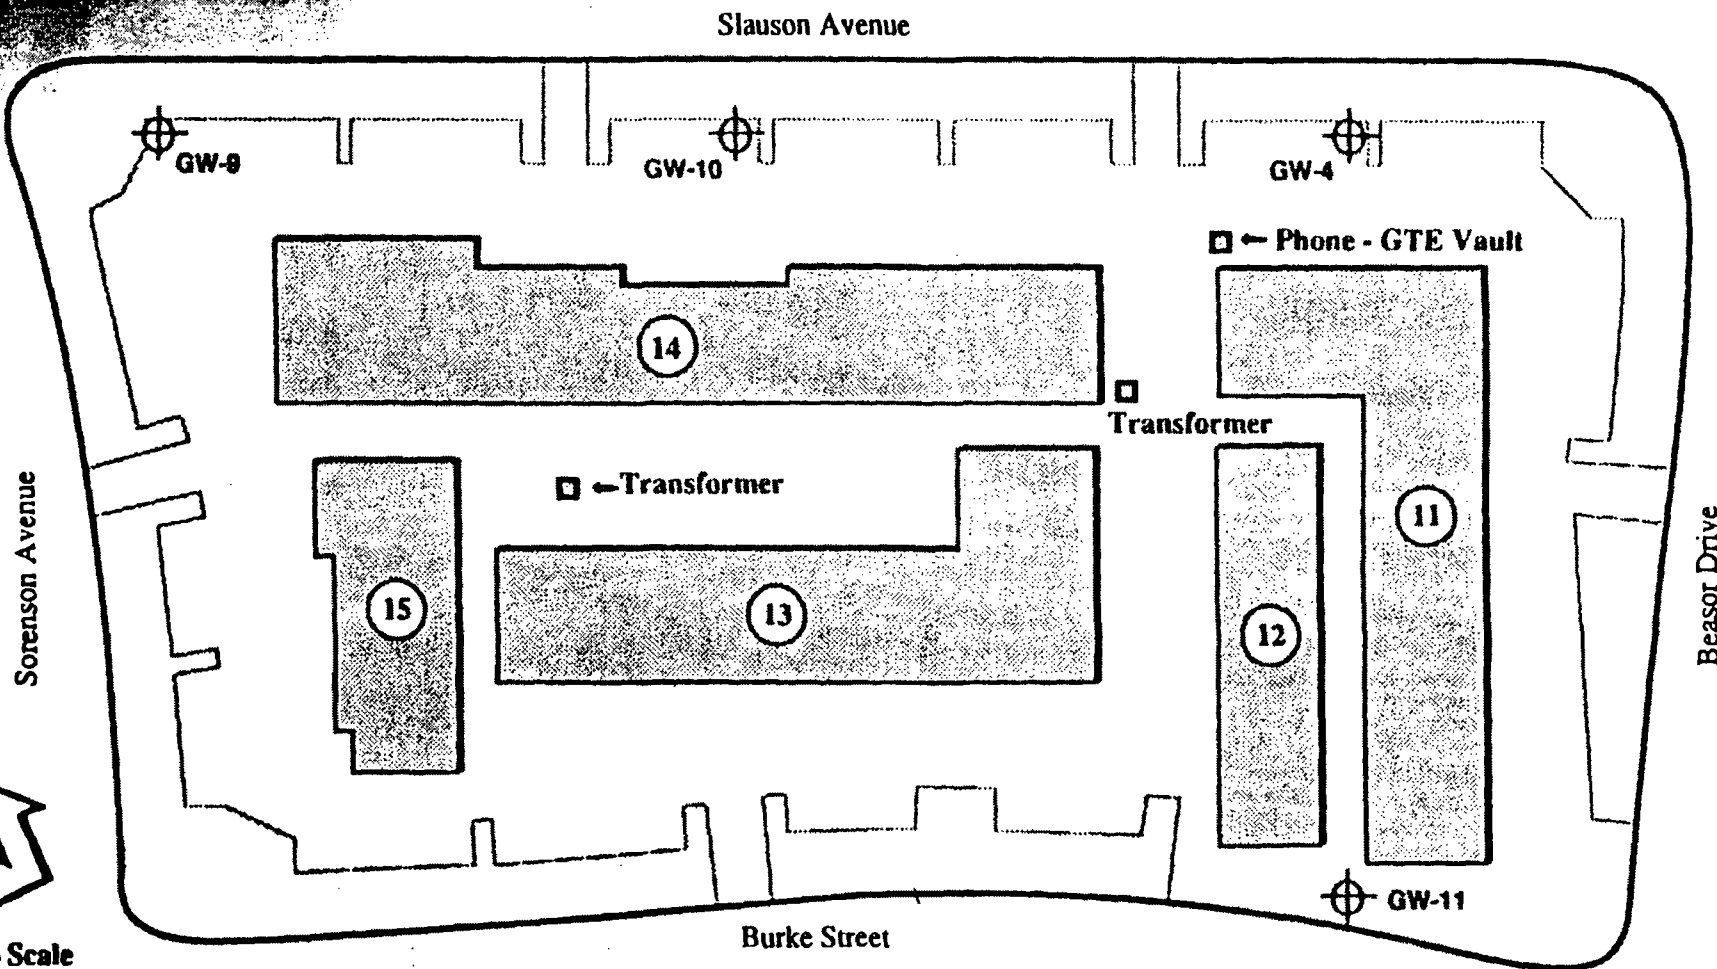 Slauson Avenue
GW-9
GW-10
GW-4
Phone - GTE Vault
14
Transformer
Transformer
Sorenson Avenue
11
Beasor Drive
15
13
12
GW-11
Burke Street
Scale